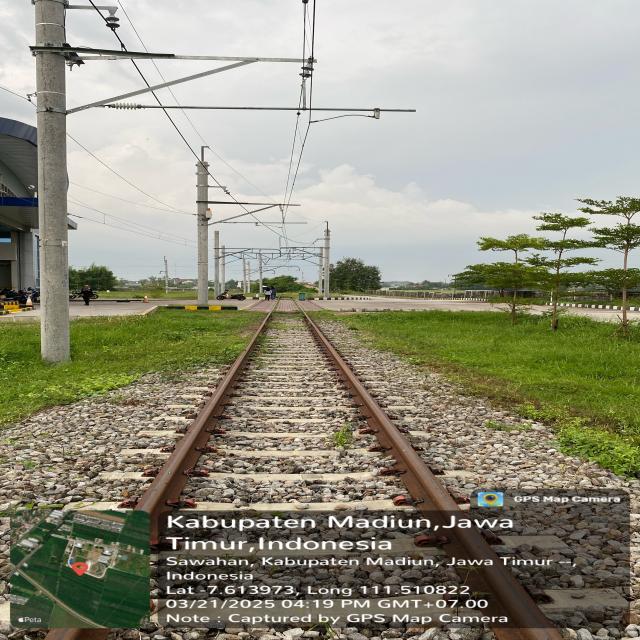 GPS Map Camera
Kabupaten Madiun,Jawa
Timur,Indonesia
Sawahan, Kabupaten Madiun, Jawa Timur --,
Indonesia
Lat -7.613973, Long 111.510822
03/21/2025 04:19 PM GMT+07.00
Note : Captured by GPS Map Camera
Peta